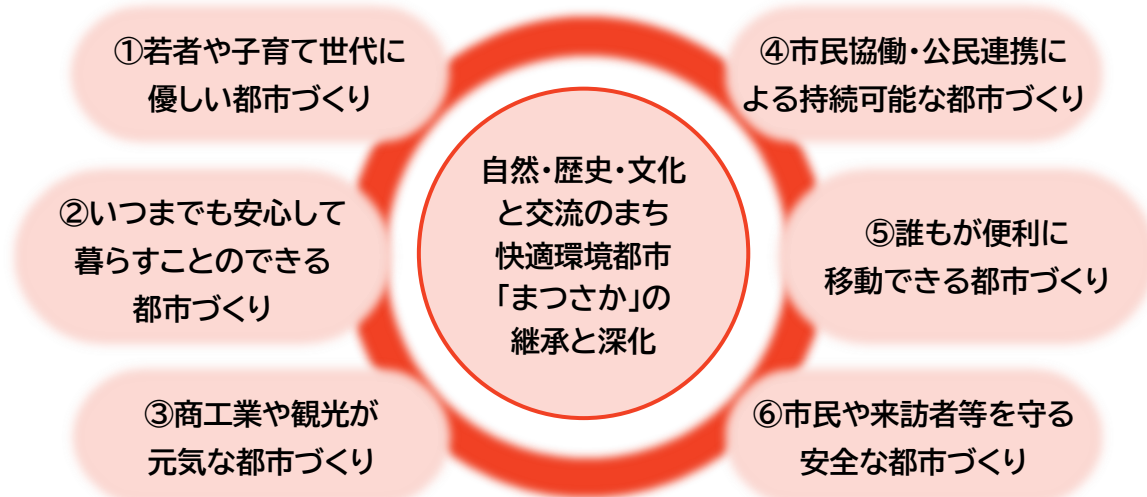 ①若者や子育て世代に
優しい都市づくり
②いつまでも安心して
暮らすことのできる
都市づくり
③商工業や観光が
元気な都市づくり
自然・歴史・文化
と交流のまち
快適環境都市
「まつさか」の
継承と深化
④市民協働・公民連携に
よる持続可能な都市づくり
⑤誰もが便利に
移動できる都市づくり
⑥市民や来訪者等を守る
安全な都市づくり